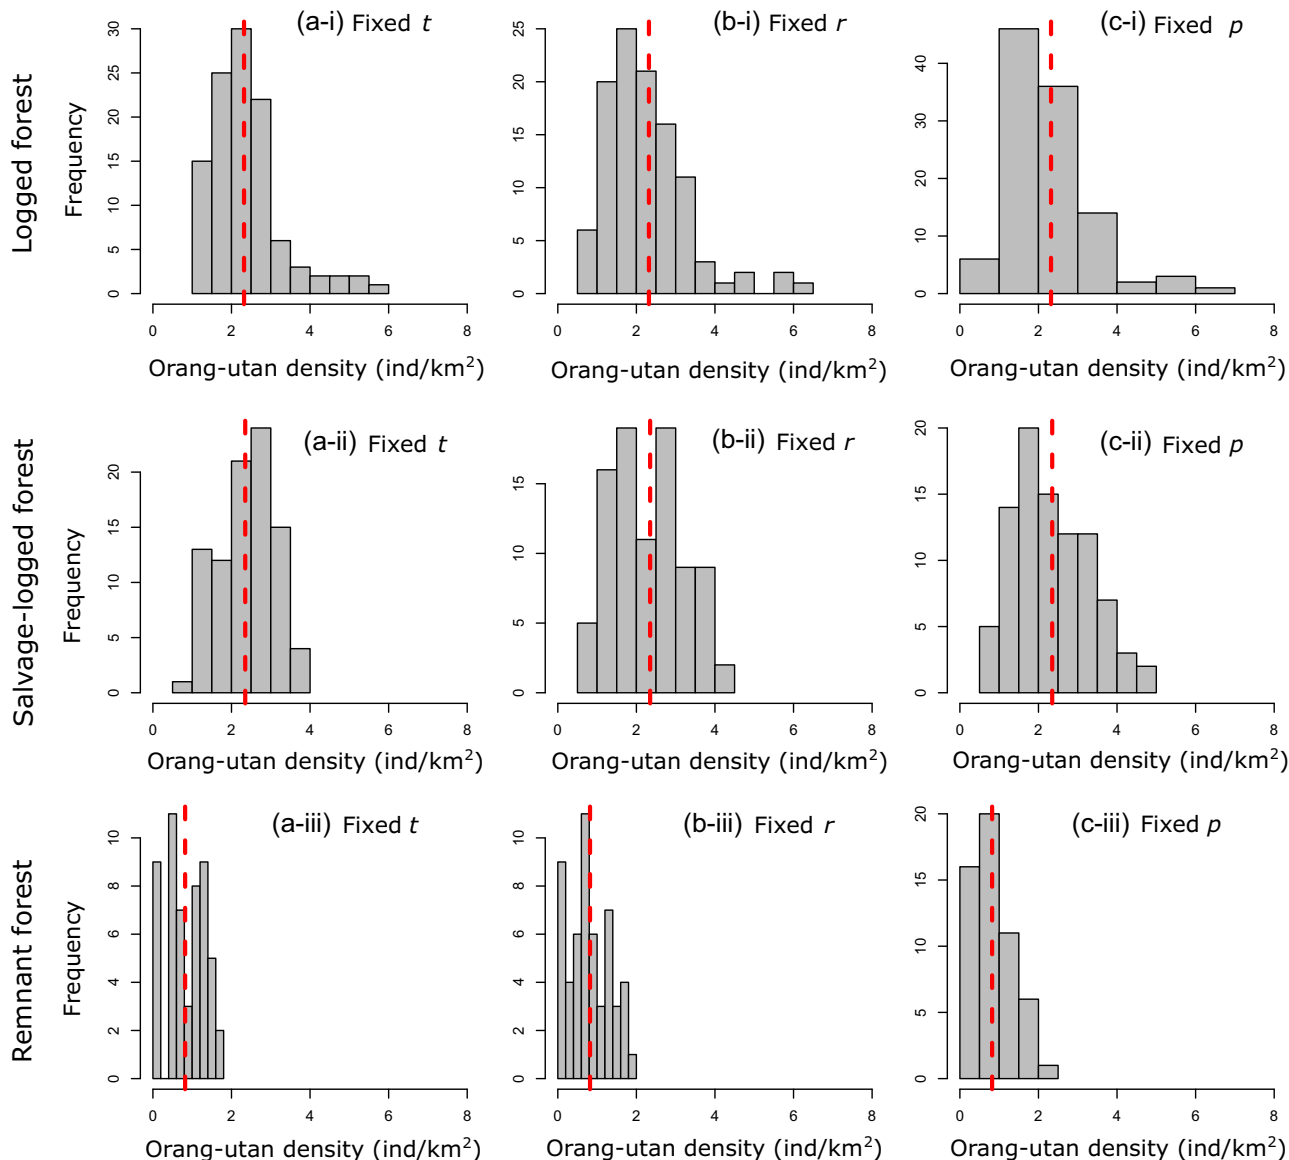 Logged forest
(a-i) Fixed t
Frequency
0 5 10 15 20 25 30
0 2 4 6 8
Orang-utan density (ind/km²)
(b-i) Fixed r
0 5 10 15 20 25
0 2 4 6 8
Orang-utan density (ind/km²)
(c-i) Fixed p
0 10 20 30 40
0 2 4 6 8
Orang-utan density (ind/km²)
Salvage-logged forest
(a-ii) Fixed t
Frequency
0 5 10 15 20
0 2 4 6 8
Orang-utan density (ind/km²)
(b-ii) Fixed r
0 5 10 15
0 2 4 6 8
Orang-utan density (ind/km²)
(c-ii) Fixed p
0 5 10 15 20
0 2 4 6 8
Orang-utan density (ind/km²)
Remnant forest
(a-iii) Fixed t
Frequency
0 2 4 6 8 10
0 2 4 6 8
Orang-utan density (ind/km²)
(b-iii) Fixed r
0 2 4 6 8 10
0 2 4 6 8
Orang-utan density (ind/km²)
(c-iii) Fixed p
0 5 10 15 20
0 2 4 6 8
Orang-utan density (ind/km²)